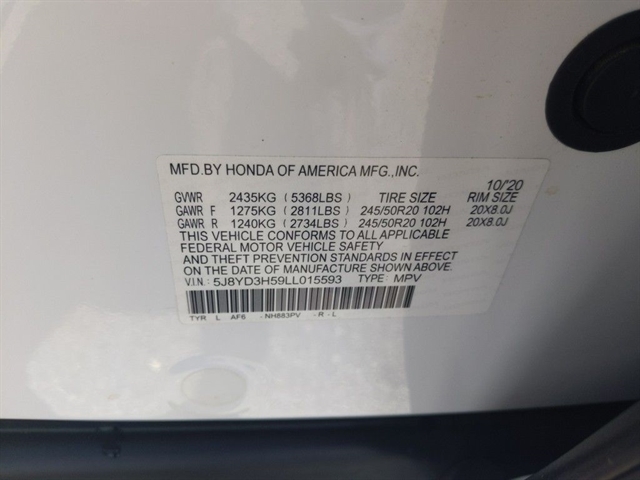 MFD.BY HONDA OF AMERICA MFG.,INC.
10/'20
GVWR 2435KG (5368LBS) TIRE SIZE RIM SIZE
GAWR F 1275KG (2811LBS) 245/50R20 102H 20X8.0J
GAWR R 1240KG (2734LBS) 245/50R20 102H 20X8.0J
THIS VEHICLE CONFORMS TO ALL APPLICABLE
FEDERAL MOTOR VEHICLE SAFETY
AND THEFT PREVENTION STANDARDS IN EFFECT
ON THE DATE OF MANUFACTURE SHOWN ABOVE.
V.I.N.: 5J8YD3H59LL015593 TYPE: MPV
TYR L AF6 -NH883PV -R-L